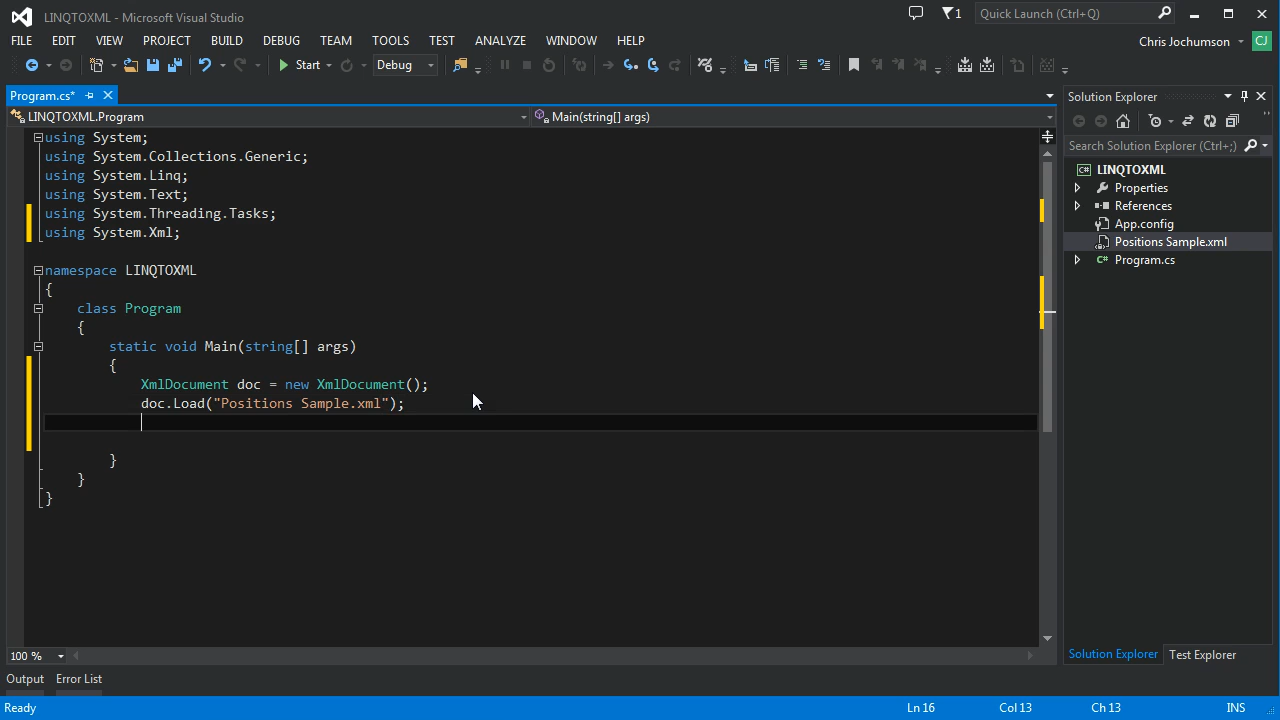 LINQTOXML - Microsoft Visual Studio
1
Quick Launch (Ctrl+Q)
FILE EDIT VIEW PROJECT BUILD DEBUG TEAM TOOLS TEST ANALYZE WINDOW HELP
Chris Jochumson
CJ
Start
Debug
Program.cs*
LINQTOXML.Program
Main(string[] args)
using System;
using System.Collections.Generic;
using System.Linq;
using System.Text;
using System.Threading.Tasks;
using System.Xml;
namespace LINQTOXML
{
class Program
{
static void Main(string[] args)
{
XmlDocument doc = new XmlDocument();
doc.Load("Positions Sample.xml");
}
}
}
100 %
Solution Explorer
Search Solution Explorer (Ctrl+;)
LINQTOXML
Properties
References
App.config
Positions Sample.xml
Program.cs
Solution Explorer Test Explorer
Output Error List
Ready
Ln 16 Col 13 Ch 13 INS